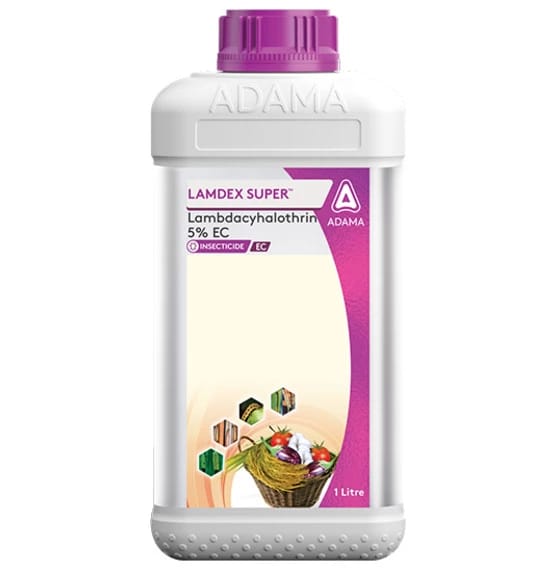 ADAMA
LAMDEX SUPER™
Lambdacyhalothrin
5% EC
ADAMA
INSECTICIDE EC
1 Litre